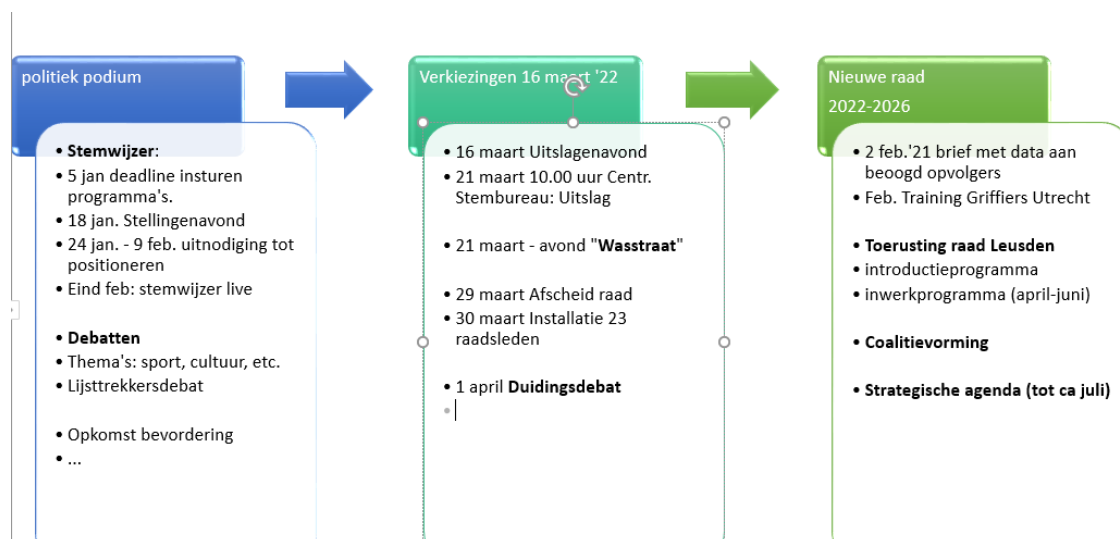 politiek podium
• Stemwijzer:
• 5 jan deadline insturen
programma's.
• 18 jan. Stellingenavond
• 24 jan. - 9 feb. uitnodiging tot
positioneren
• Eind feb: stemwijzer live
• Debatten
• Thema's: sport, cultuur, etc.
• Lijsttrekkersdebat
• Opkomst bevordering
• ...
Verkiezingen 16 maart '22
• 16 maart Uitslagenavond
• 21 maart 10.00 uur Centr.
Stembureau: Uitslag
• 21 maart - avond "Wasstraat"
• 29 maart Afscheid raad
• 30 maart Installatie 23
raadsleden
• 1 april Duidingsdebat
•
Nieuwe raad
2022-2026
• 2 feb.'21 brief met data aan
beoogd opvolgers
• Feb. Training Griffiers Utrecht
• Toerusting raad Leusden
• introductieprogramma
• inwerkprogramma (april-juni)
• Coalitievorming
• Strategische agenda (tot ca juli)